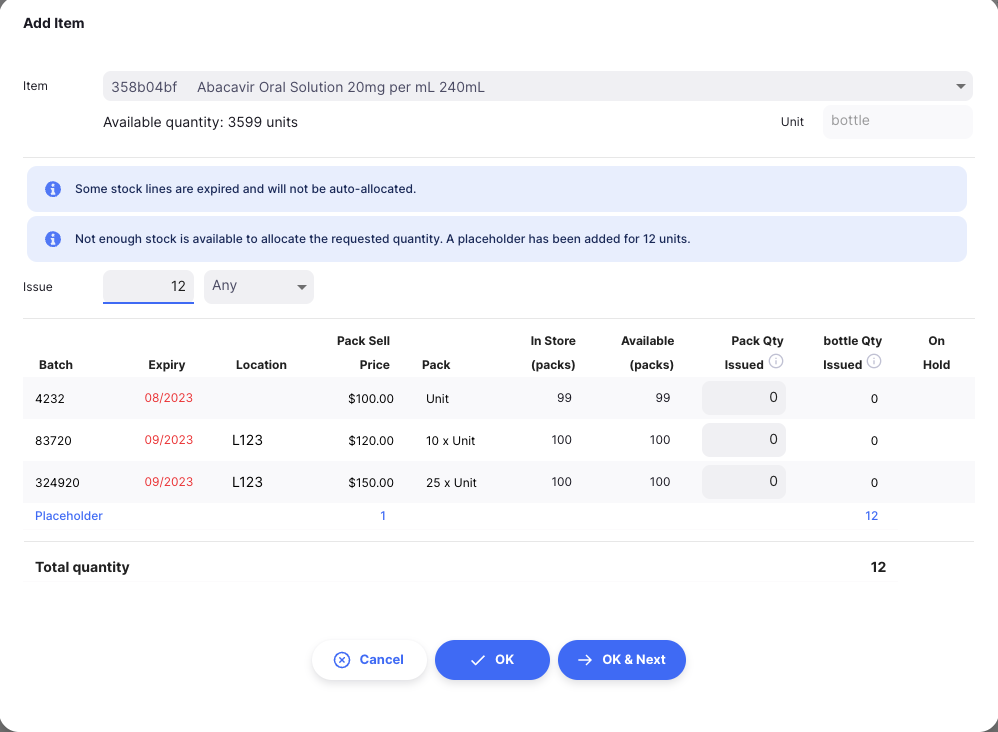 Add Item
Item 358b04bf Abacavir Oral Solution 20mg per mL 240mL
Available quantity: 3599 units Unit bottle
Some stock lines are expired and will not be auto-allocated.
Not enough stock is available to allocate the requested quantity. A placeholder has been added for 12 units.
Issue 12 Any
Pack Sell In Store Available Pack Qty bottle Qty On
Batch Expiry Location Price Pack (packs) (packs) Issued Issued Hold
4232 08/2023 $100.00 Unit 99 99 0 0
83720 09/2023 L123 $120.00 10 x Unit 100 100 0 0
324920 09/2023 L123 $150.00 25 x Unit 100 100 0 0
Placeholder 1 12
Total quantity 12
Cancel OK OK & Next